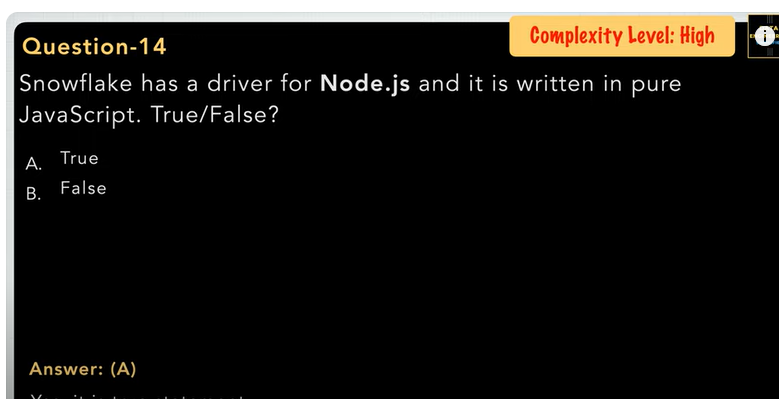 Question-14
Complexity Level: High
Snowflake has a driver for Node.js and it is written in pure
JavaScript. True/False?
A. True
B. False
Answer: (A)